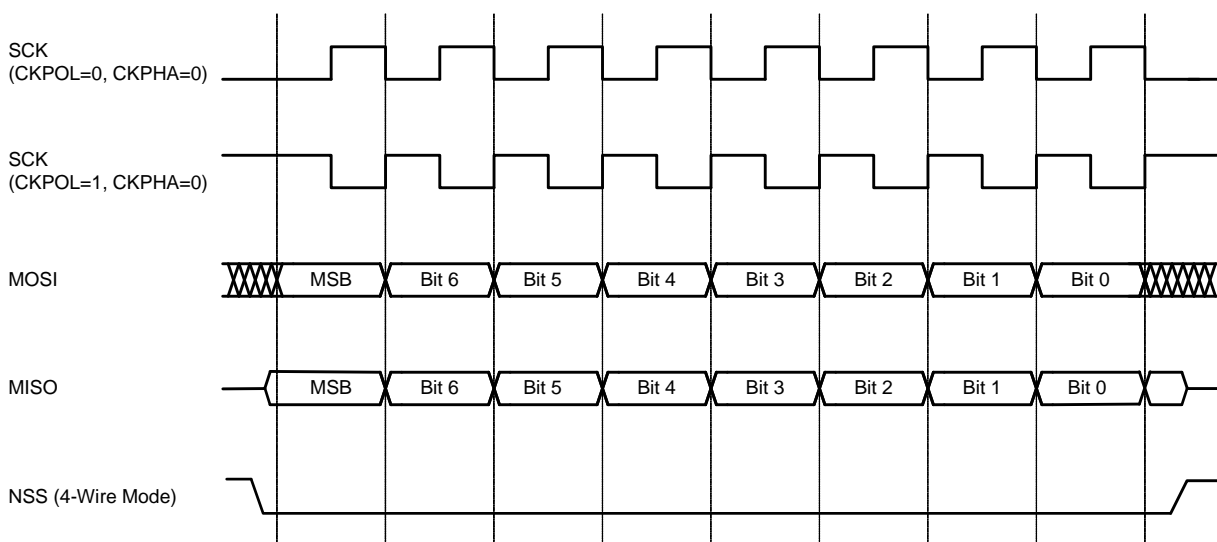 SCK
(CKPOL=0, CKPHA=0)
SCK
(CKPOL=1, CKPHA=0)
MOSI
MSB Bit 6 Bit 5 Bit 4 Bit 3 Bit 2 Bit 1 Bit 0
MISO
MSB Bit 6 Bit 5 Bit 4 Bit 3 Bit 2 Bit 1 Bit 0
NSS (4-Wire Mode)